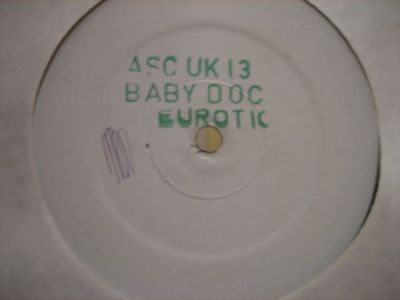 ASC UK 13
BABY DOC
EUROTIC